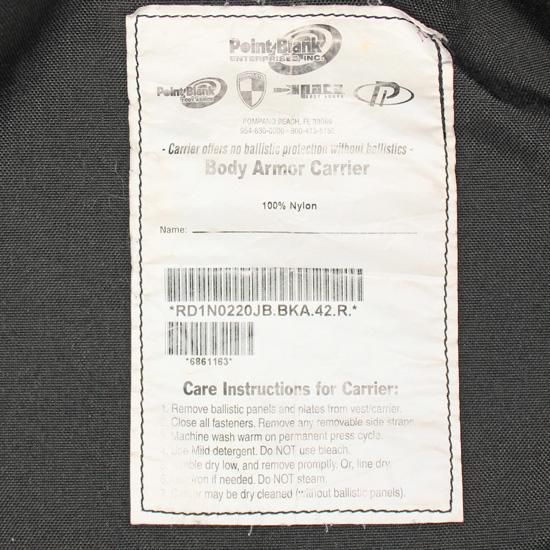 Point Blank
ENTERPRISES, INC.
Point Blank
BODY ARMOR
POMPANO BEACH, FL 33069
- Carrier offers no ballistic protection without ballistics -
Body Armor Carrier
100% Nylon
Name:
*RD1N0220JB.BKA.42.R.*
*6861163*
Care Instructions for Carrier:
1. Remove ballistic panels and plates from vest/carrier.
2. Close all fasteners. Remove any removable side straps.
Machine wash warm on permanent press cycle.
4. Use Mild detergent. Do NOT use bleach.
dry low, and remove promptly. Or, line dry.
if needed. Do NOT steam.
may be dry cleaned (without ballistic panels).